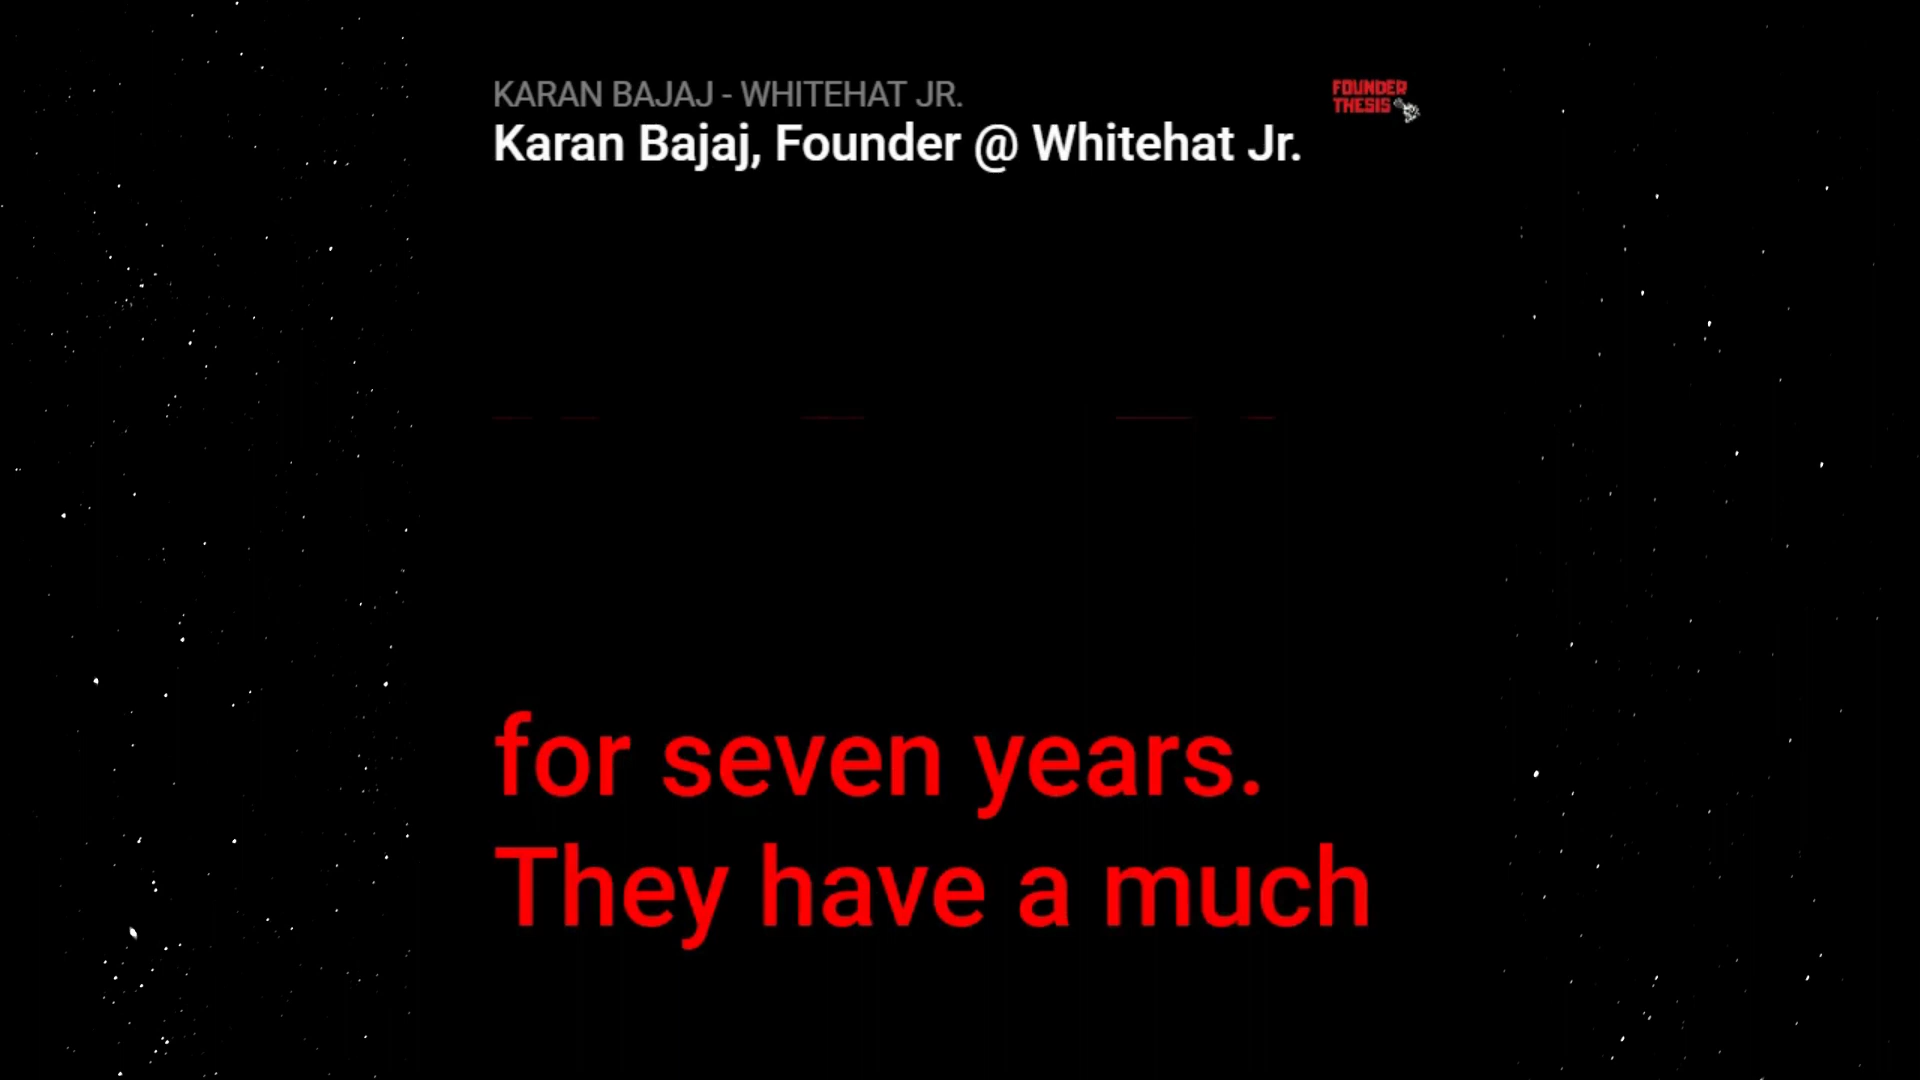 KARAN BAJAJ - WHITEHAT JR.
Karan Bajaj, Founder @ Whitehat Jr.
FOUNDER
THESIS
for seven years.
They have a much